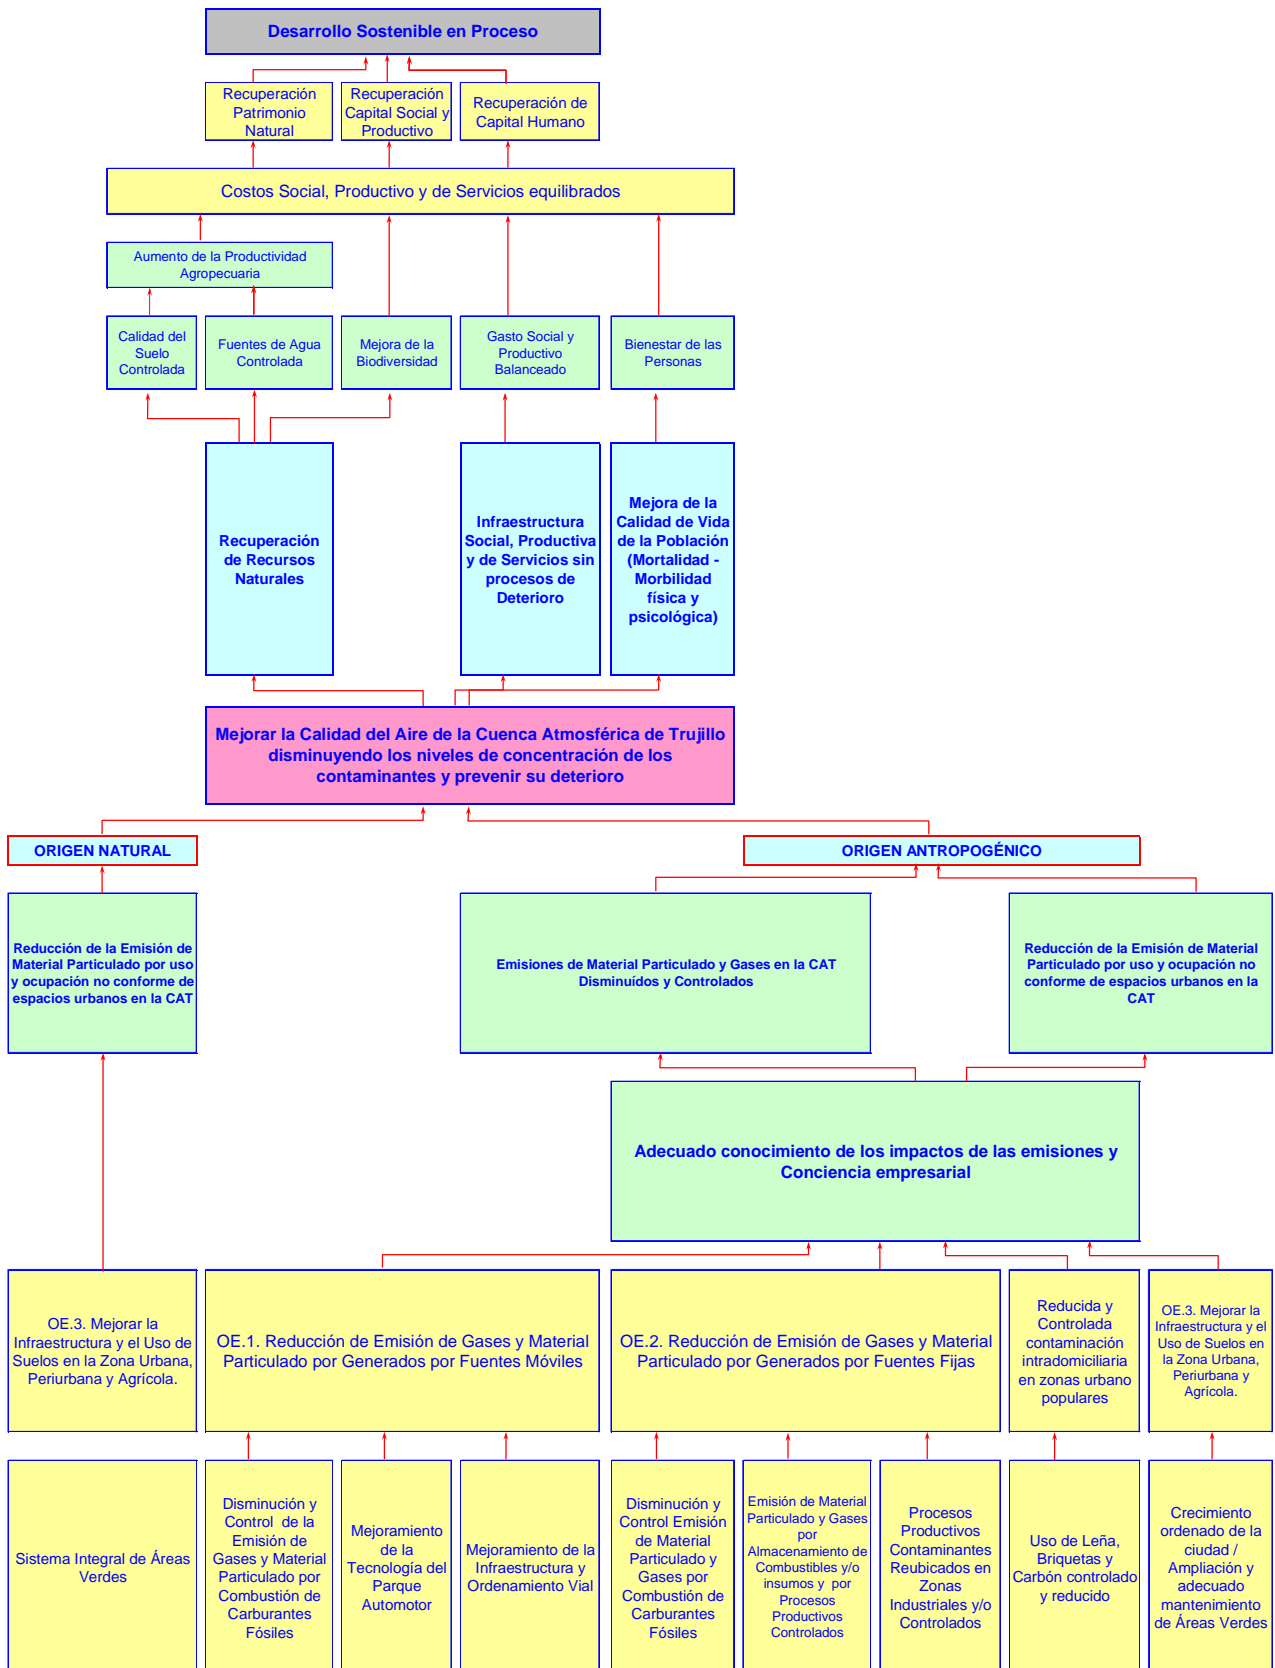 Desarrollo Sostenible en Proceso
Recuperación
Patrimonio
Natural
Recuperación
Capital Social y
Productivo
Recuperación de
Capital Humano
Costos Social, Productivo y de Servicios equilibrados
Aumento de la Productividad
Agropecuaria
Calidad del
Suelo
Controlada
Fuentes de Agua
Controlada
Mejora de la
Biodiversidad
Gasto Social y
Productivo
Balanceado
Bienestar de las
Personas
Recuperación
de Recursos
Naturales
Infraestructura
Social, Productiva
y de Servicios sin
procesos de
Deterioro
Mejora de la
Calidad de Vida
de la Población
(Mortalidad -
Morbilidad
física y
psicológica)
Mejorar la Calidad del Aire de la Cuenca Atmosférica de Trujillo
disminuyendo los niveles de concentración de los
contaminantes y prevenir su deterioro
ORIGEN NATURAL
ORIGEN ANTROPOGÉNICO
Reducción de la Emisión de
Material Particulado por uso
y ocupación no conforme de
espacios urbanos en la CAT
Emisiones de Material Particulado y Gases en la CAT
Disminuídos y Controlados
Reducción de la Emisión de Material
Particulado por uso y ocupación no
conforme de espacios urbanos en la
CAT
Adecuado conocimiento de los impactos de las emisiones y
Conciencia empresarial
OE.3. Mejorar la
Infraestructura y el Uso de
Suelos en la Zona Urbana,
Periurbana y Agrícola.
OE.1. Reducción de Emisión de Gases y Material
Particulado por Generados por Fuentes Móviles
OE.2. Reducción de Emisión de Gases y Material
Particulado por Generados por Fuentes Fijas
Reducida y
Controlada
contaminación
intradomiciliaria
en zonas urbano
populares
OE.3. Mejorar la
Infraestructura y el
Uso de Suelos en
la Zona Urbana,
Periurbana y
Agrícola.
Sistema Integral de Áreas
Verdes
Disminución y
Control de la
Emisión de
Gases y Material
Particulado por
Combustión de
Carburantes
Fósiles
Mejoramiento
de la
Tecnología del
Parque
Automotor
Mejoramiento de la
Infraestructura y
Ordenamiento Vial
Disminución y
Control Emisión
de Material
Particulado y
Gases por
Combustión de
Carburantes
Fósiles
Emisión de Material
Particulado y Gases
por
Almacenamiento de
Combustibles y/o
insumos y por
Procesos
Productivos
Controlados
Procesos
Productivos
Contaminantes
Reubicados en
Zonas
Industriales y/o
Controlados
Uso de Leña,
Briquetas y
Carbón controlado
y reducido
Crecimiento
ordenado de la
ciudad /
Ampliación y
adecuado
mantenimiento
de Áreas Verdes